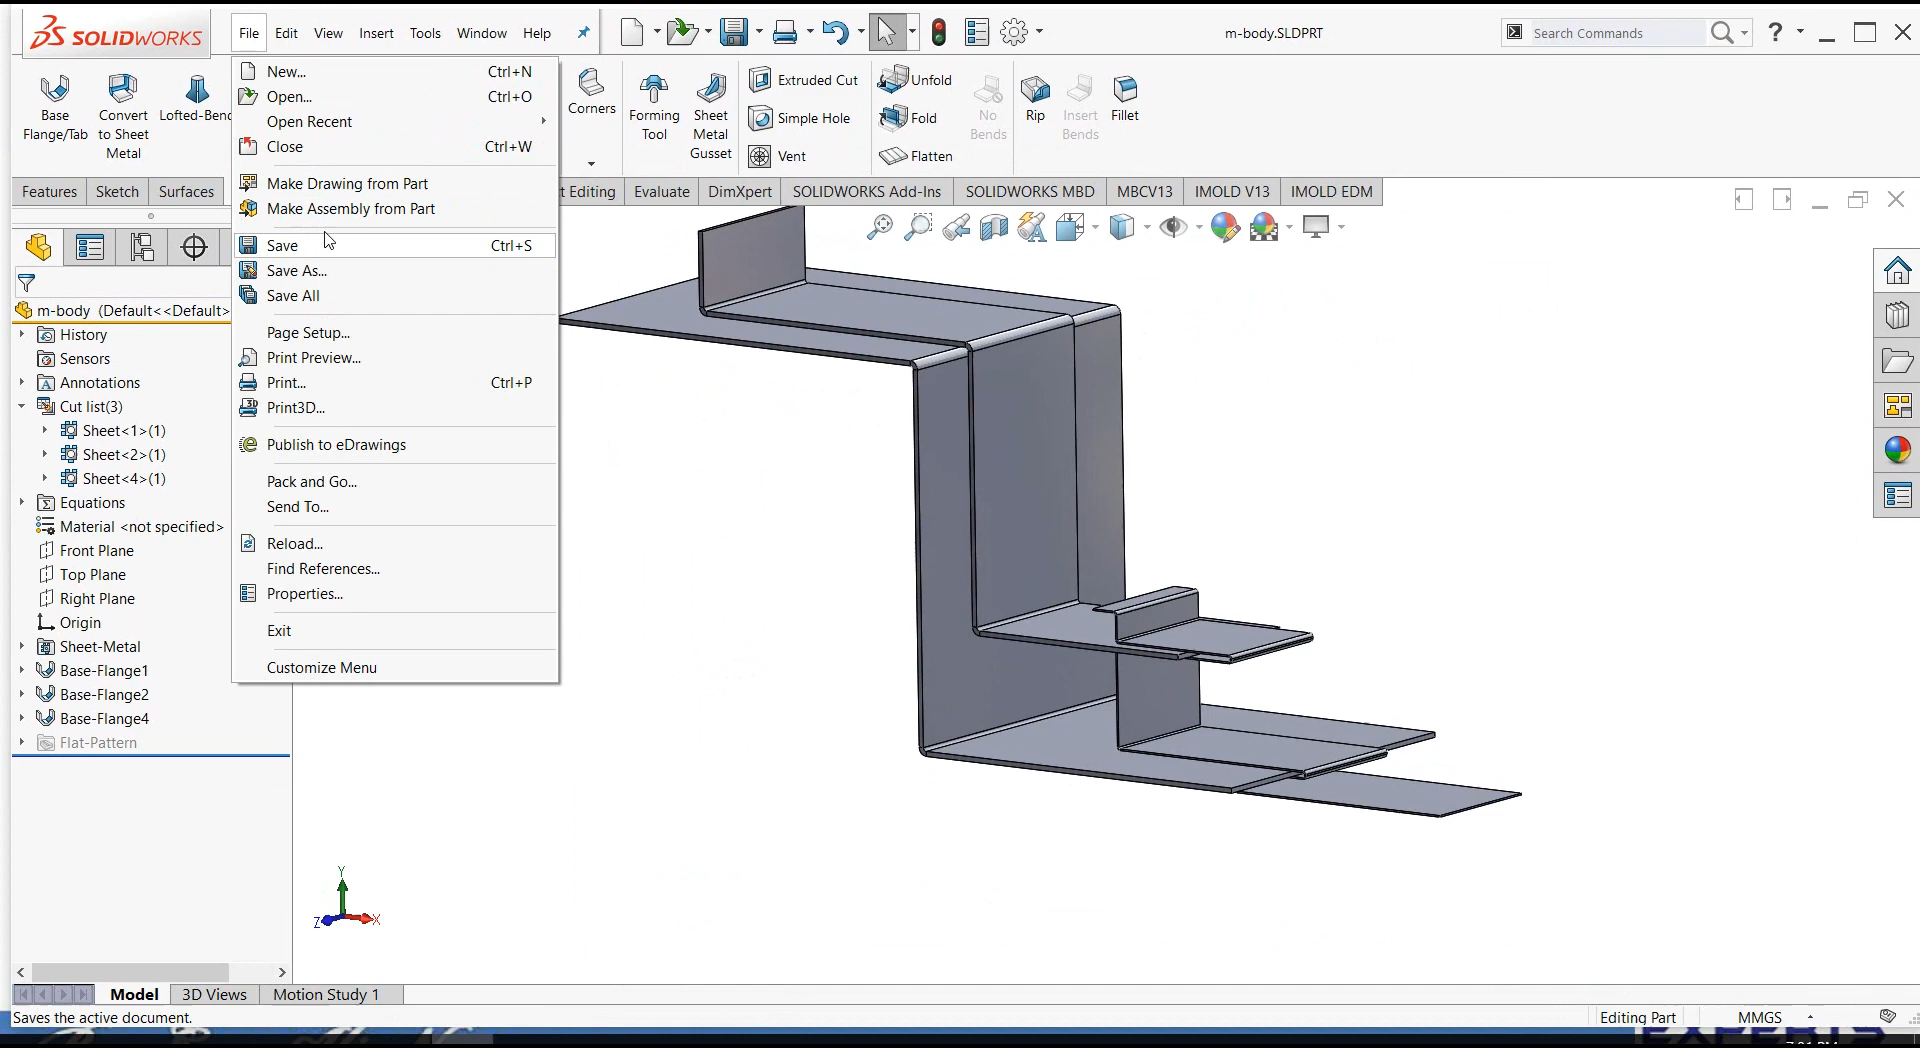 SOLIDWORKS
File Edit View Insert Tools Window Help
m-body.SLDPRT
Search Commands
Base Flange/Tab
Convert to Sheet Metal
Lofted-Bend
Corners
Forming Tool
Sheet Metal Gusset
Extruded Cut
Simple Hole
Vent
Unfold
Fold
Flatten
No Bends
Rip
Insert Bends
Fillet
Features Sketch Surfaces t Editing Evaluate DimXpert SOLIDWORKS Add-Ins SOLIDWORKS MBD MBCV13 IMOLD V13 IMOLD EDM
New... Ctrl+N
Open... Ctrl+O
Open Recent
Close Ctrl+W
Make Drawing from Part
Make Assembly from Part
Save Ctrl+S
Save As...
Save All
Page Setup...
Print Preview...
Print... Ctrl+P
Print3D...
Publish to eDrawings
Pack and Go...
Send To...
Reload...
Find References...
Properties...
Exit
Customize Menu
m-body (Default<<Default>
History
Sensors
Annotations
Cut list(3)
Sheet<1>(1)
Sheet<2>(1)
Sheet<4>(1)
Equations
Material <not specified>
Front Plane
Top Plane
Right Plane
Origin
Sheet-Metal
Base-Flange1
Base-Flange2
Base-Flange4
Flat-Pattern
Y
Z X
Model 3D Views Motion Study 1
Saves the active document.
Editing Part MMGS